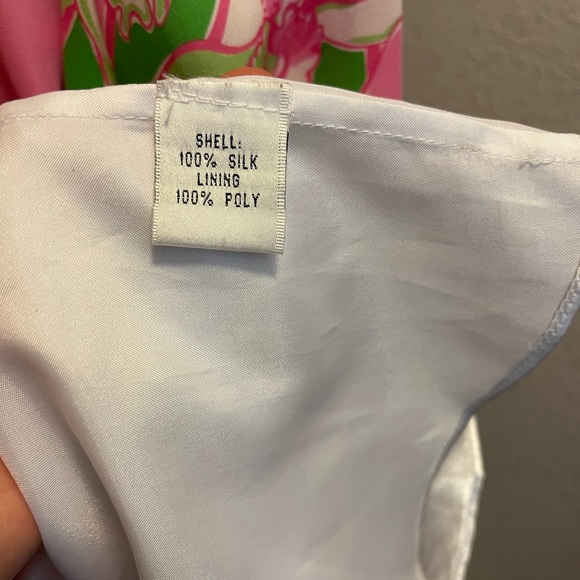 SHELL:
100% SILK
LINING
100% POLY